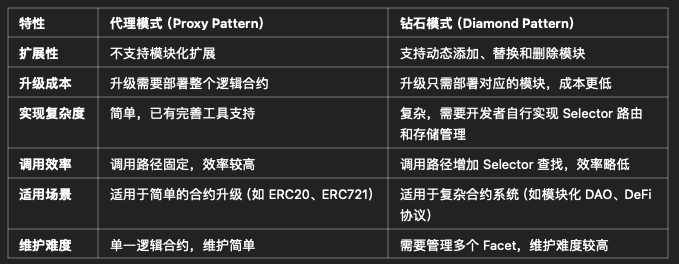 特性 代理模式 (Proxy Pattern) 钻石模式 (Diamond Pattern)
扩展性 不支持模块化扩展 支持动态添加、替换和删除模块
升级成本 升级需要部署整个逻辑合约 升级只需部署对应的模块，成本更低
实现复杂度 简单，已有完善工具支持 复杂，需要开发者自行实现 Selector 路由
和存储管理
调用效率 调用路径固定，效率较高 调用路径增加 Selector 查找，效率略低
适用场景 适用于简单的合约升级 (如 ERC20、ERC721) 适用于复杂合约系统 (如模块化 DAO、DeFi
协议)
维护难度 单一逻辑合约，维护简单 需要管理多个 Facet，维护难度较高